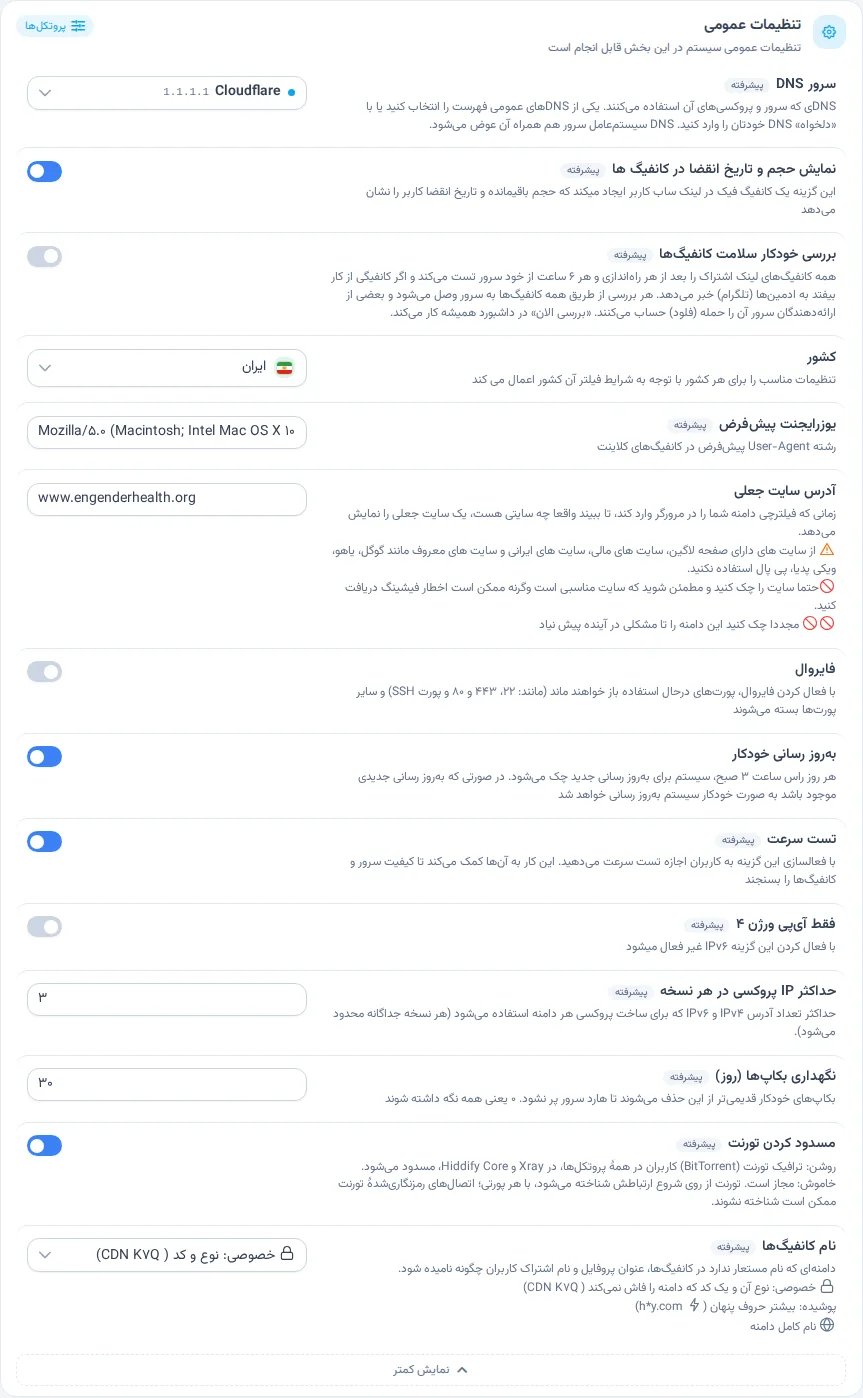 تنظیمات عمومی
پروتکل‌ها
تنظیمات عمومی سیستم در این بخش قابل انجام است
سرور DNS پیشرفته
Cloudflare 1.1.1.1
DNSی که سرور و پروکسی‌های آن استفاده می‌کنند. یکی از DNSهای عمومی فهرست را انتخاب کنید یا با
«دلخواه» DNS خودتان را وارد کنید. DNS سیستم‌عامل سرور هم همراه آن عوض می‌شود.
نمایش حجم و تاریخ انقضا در کانفیگ ها پیشرفته
این گزینه یک کانفیگ فیک در لینک ساب کاربر ایجاد میکند که حجم باقیمانده و تاریخ انقضا کاربر را نشان
می‌دهد
بررسی خودکار سلامت کانفیگ‌ها پیشرفته
همه کانفیگ‌های لینک اشتراک را بعد از هر راه‌اندازی و هر ۶ ساعت از خود سرور تست می‌کند و اگر کانفیگی از کار
بیفتد به ادمین‌ها (تلگرام) خبر می‌دهد. هر بررسی از طریق همه کانفیگ‌ها به سرور وصل می‌شود و بعضی از
ارائه‌دهندگان سرور آن را حمله (فلود) حساب می‌کنند. «بررسی الان» در داشبورد همیشه کار می‌کند.
کشور
ایران
تنظیمات مناسب را برای هر کشور با توجه به شرایط فیلتر آن کشور اعمال می کند
یوزرایجنت پیش‌فرض پیشرفته
Mozilla/۵.۰ (Macintosh; Intel Mac OS X ۱۰
رشته User-Agent پیش‌فرض در کانفیگ‌های کلاینت
آدرس سایت جعلی
www.engenderhealth.org
زمانی که فیلترچی دامنه شما را در مرورگر وارد کند، تا ببیند واقعا چه سایتی هست، یک سایت جعلی را نمایش
می‌دهد.
⚠ از سایت های دارای صفحه لاگین، سایت های مالی، سایت های ایرانی و سایت های معروف مانند گوگل، یاهو،
ویکی پدیا، پی پال استفاده نکنید.
🚫حتما سایت را چک کنید و مطمئن شوید که سایت مناسبی است وگرنه ممکن است اخطار فیشینگ دریافت
کنید.
🚫🚫 مجددا چک کنید این دامنه را تا مشکلی در آینده پیش نیاد
فایروال
با فعال کردن فایروال، پورت‌های درحال استفاده باز خواهند ماند (مانند: ۲۲، ۴۴۳ و ۸۰ و پورت SSH) و سایر
پورت‌ها بسته می‌شوند
به‌روز رسانی خودکار
هر روز راس ساعت ۳ صبح، سیستم برای به‌روز رسانی جدید چک می‌شود. در صورتی که به‌روز رسانی جدیدی
موجود باشد به صورت خودکار سیستم به‌روز رسانی خواهد شد
تست سرعت پیشرفته
با فعالسازی این گزینه به کاربران اجازه تست سرعت می‌دهید. این کار به آن‌ها کمک می‌کند تا کیفیت سرور و
کانفیگ‌ها را بسنجند
فقط آی‌پی ورژن ۴ پیشرفته
با فعال کردن این گزینه IPv۶ غیر فعال میشود
حداکثر IP پروکسی در هر نسخه پیشرفته
۳
حداکثر تعداد آدرس IPv۴ و IPv۶ که برای ساخت پروکسی هر دامنه استفاده می‌شود (هر نسخه جداگانه محدود
می‌شود).
نگهداری بکاپ‌ها (روز) پیشرفته
۳۰
بکاپ‌های خودکار قدیمی‌تر از این حذف می‌شوند تا هارد سرور پر نشود. ۰ یعنی همه نگه داشته شوند
مسدود کردن تورنت پیشرفته
روشن: ترافیک تورنت (BitTorrent) کاربران در همهٔ پروتکل‌ها، در Xray و Hiddify Core، مسدود می‌شود.
خاموش: مجاز است. تورنت از روی شروع ارتباطش شناخته می‌شود، با هر پورتی؛ اتصال‌های رمزنگاری‌شدهٔ تورنت
ممکن است شناخته نشوند.
نام کانفیگ‌ها پیشرفته
خصوصی: نوع و کد ( CDN K۷Q)
دامنه‌ای که نام مستعار ندارد در کانفیگ‌ها، عنوان پروفایل و نام اشتراک کاربران چگونه نامیده شود.
خصوصی: نوع آن و یک کد که دامنه را فاش نمی‌کند ( CDN K۷Q)
پوشیده: بیشتر حروف پنهان ( ⚡ h*y.com)
نام کامل دامنه
نمایش کمتر